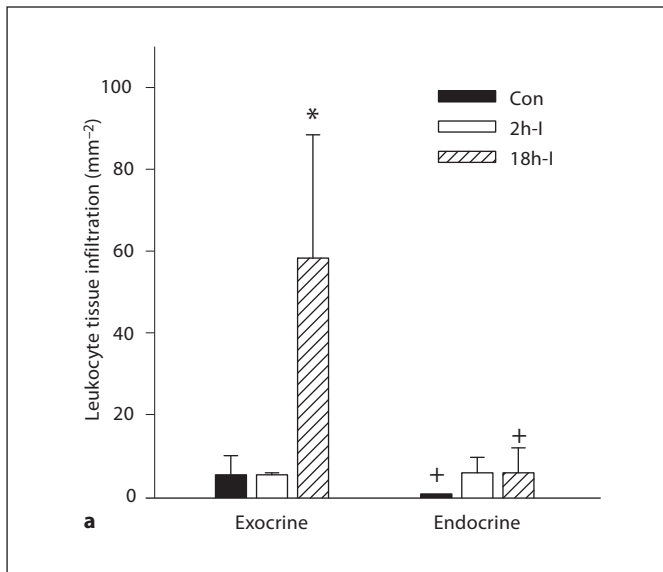 Leukocyte tissue infiltration (mm⁻²)
100
80
60
40
20
0
*
+
+
Con
2h-I
18h-I
Exocrine
Endocrine
a